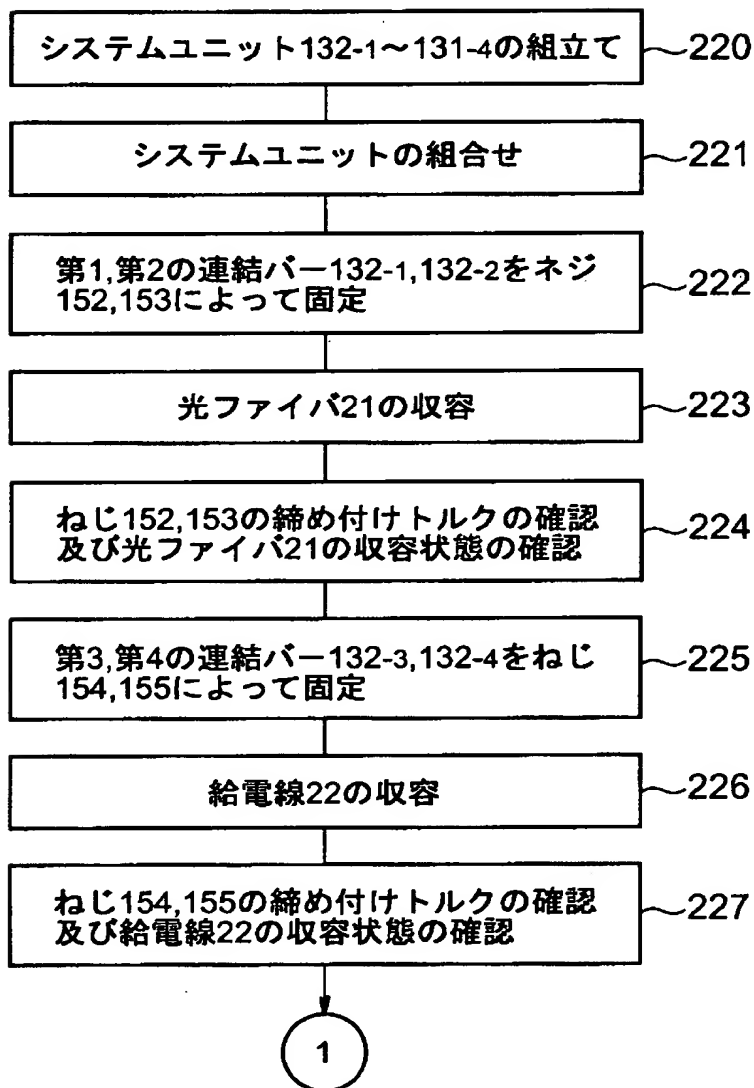 システムユニット132-1〜131-4の組立て
220
システムユニットの組合せ
221
第1,第2の連結バー132-1,132-2をネジ
152,153によって固定
222
光ファイバ21の収容
223
ねじ152,153の締め付けトルクの確認
及び光ファイバ21の収容状態の確認
224
第3,第4の連結バー132-3,132-4をねじ
154,155によって固定
225
給電線22の収容
226
ねじ154,155の締め付けトルクの確認
及び給電線22の収容状態の確認
227
1